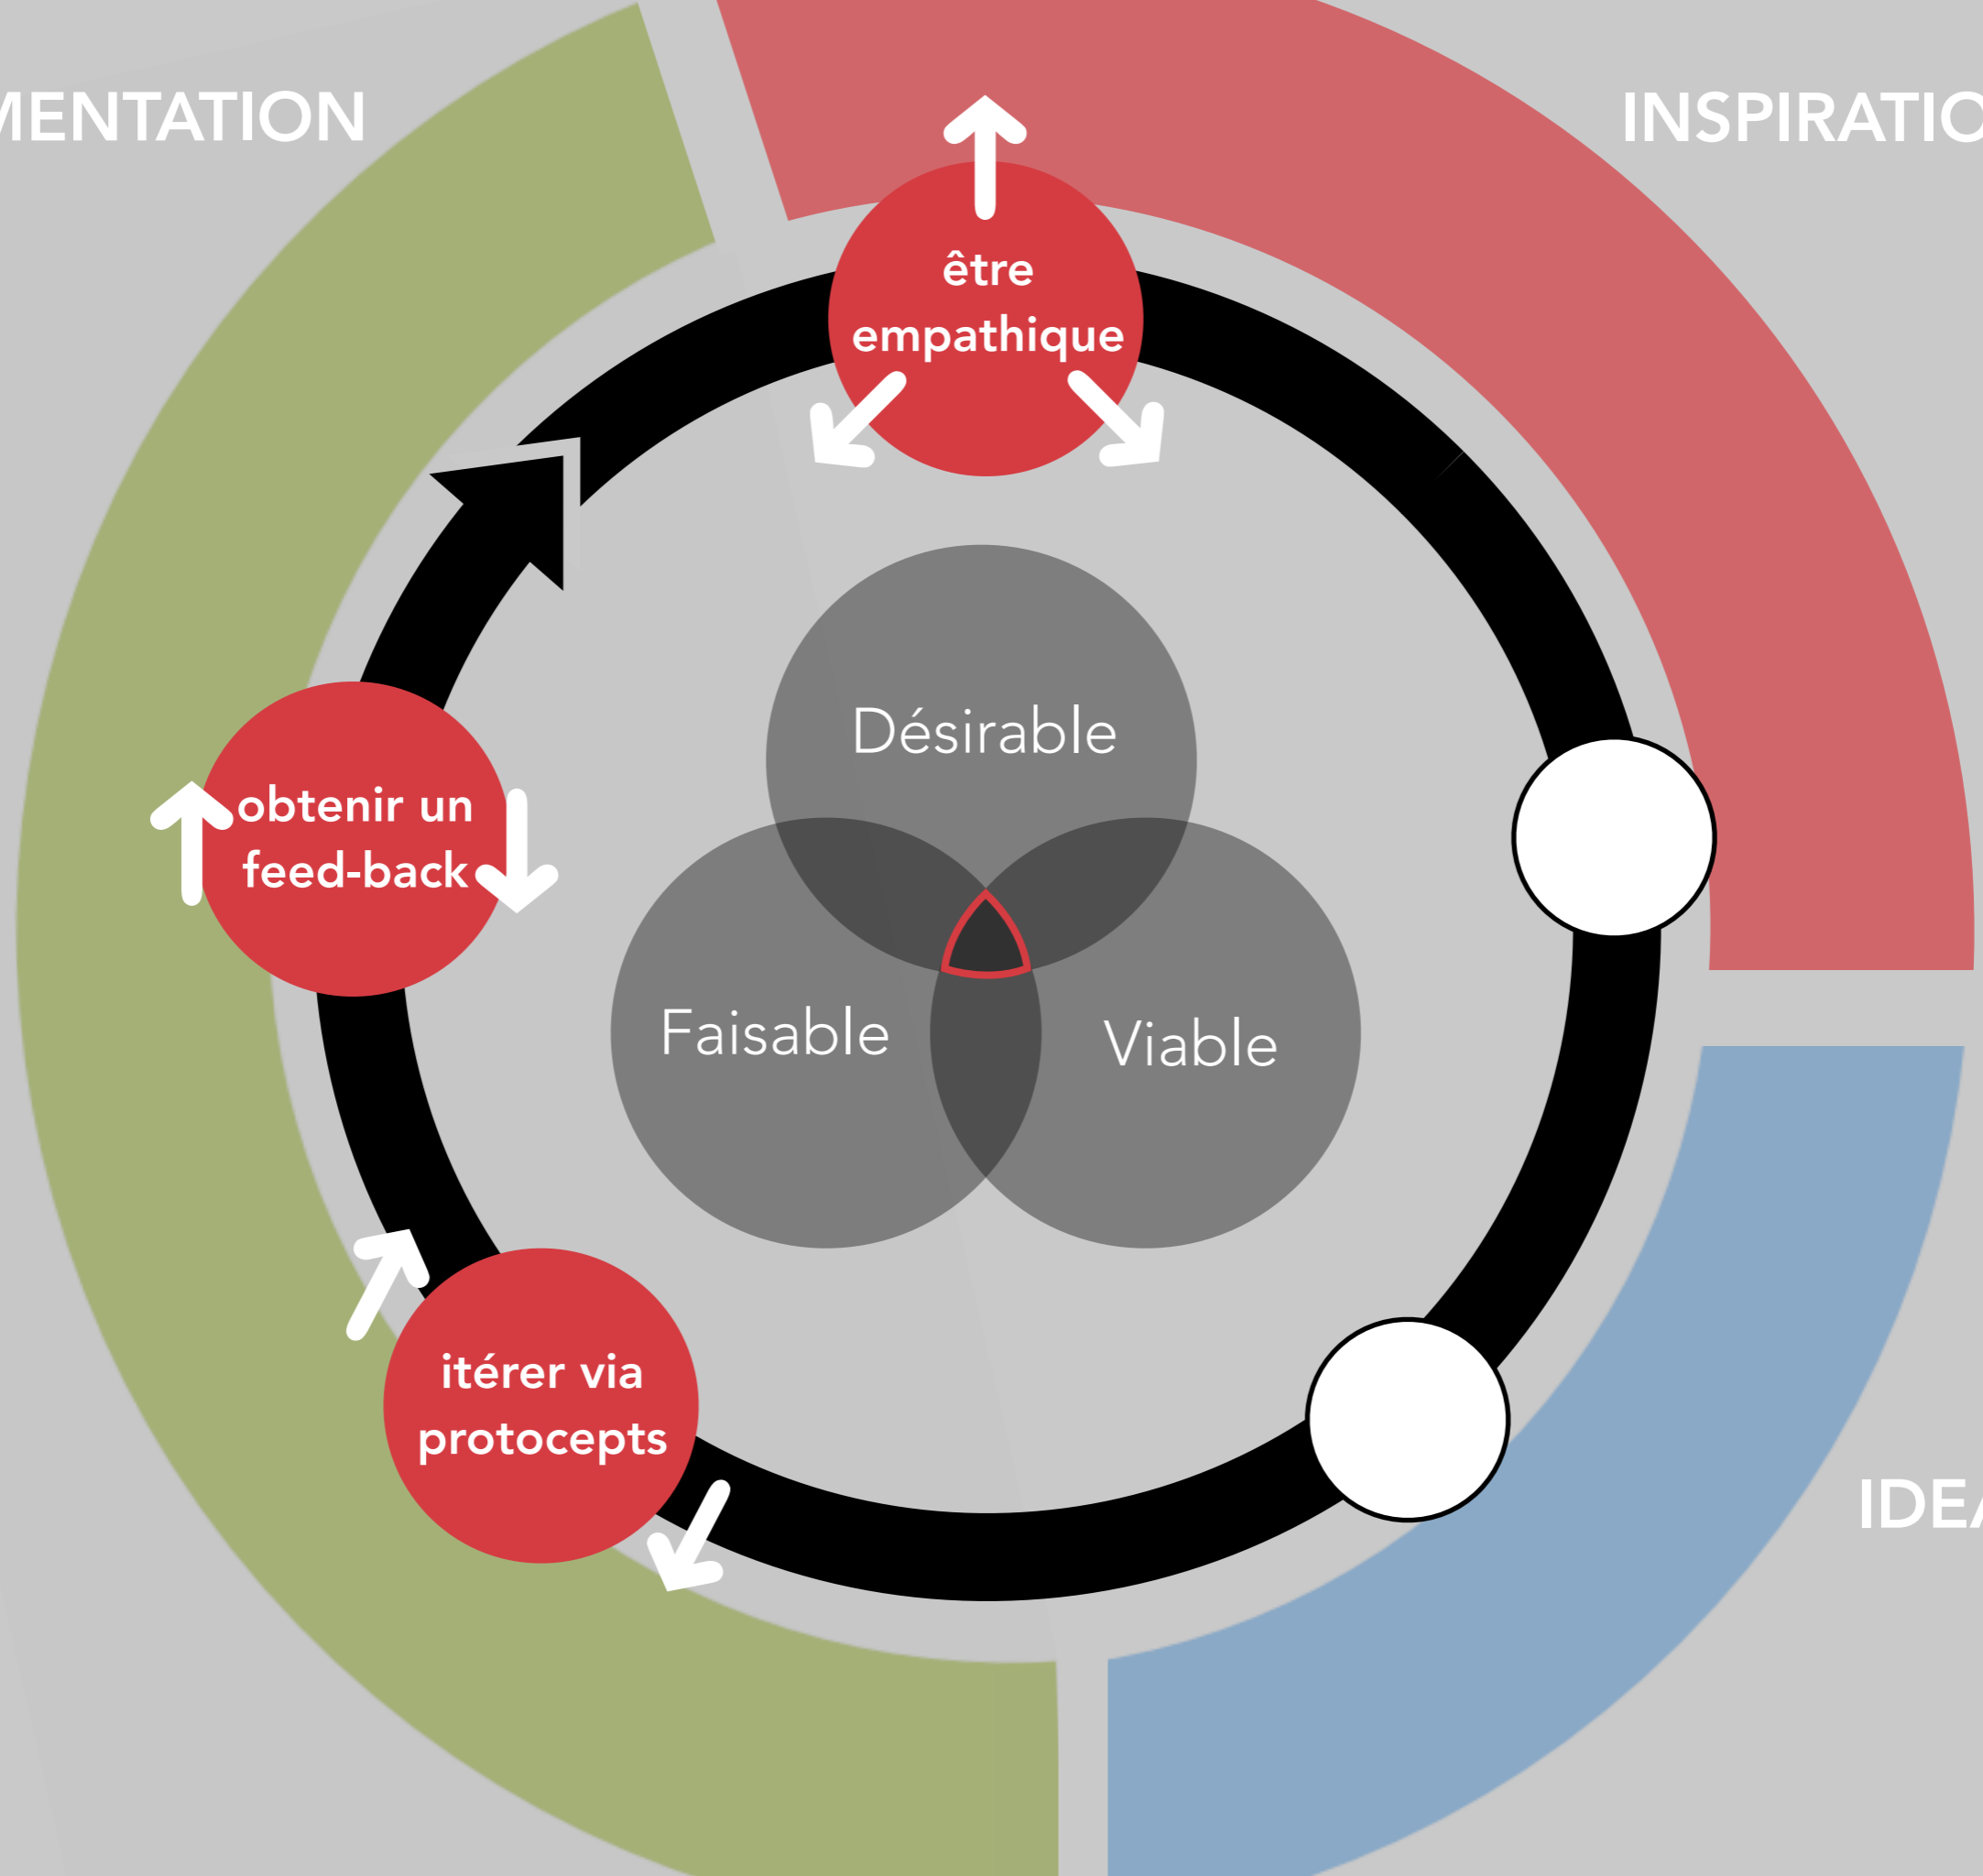 MENTATION
INSPIRATIO
être
empathique
Désirable
obtenir un
feed-back
Faisable
Viable
itérer via
protocepts
IDEA